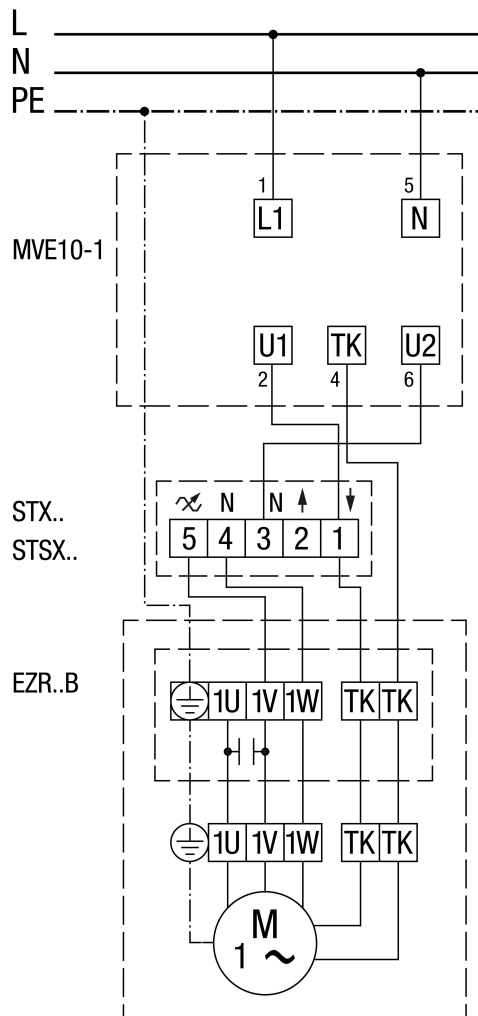 L
N
PE
1 5
L1 N
MVE10-1
U1 TK U2
2 4 6
N N
STX..
5 4 3 2 1
STSX..
EZR..B
1U 1V 1W TK TK
1U 1V 1W TK TK
M
1 ~